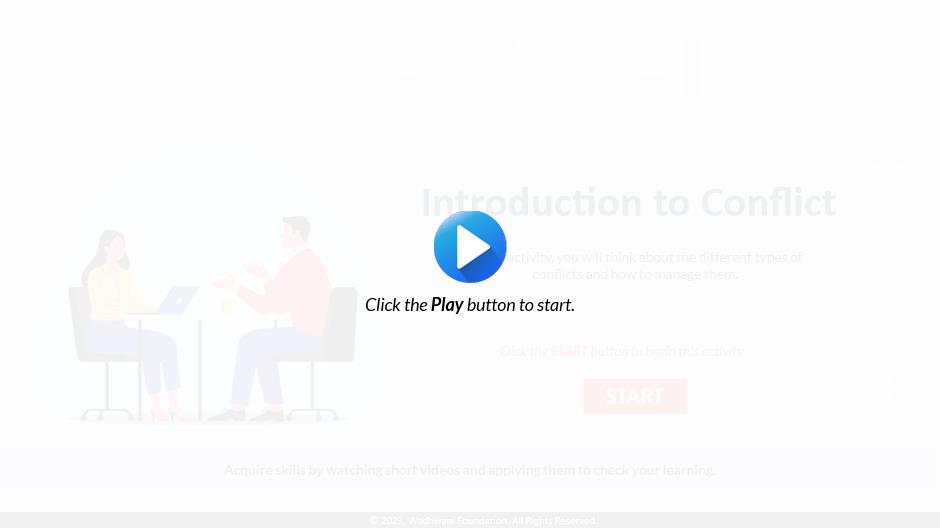 Introduction to Conflict
activity, you will think about the different types of
conflicts and how to manage them.
Click the Play button to start.
Click the START button to begin this activity.
START
Acquire skills by watching short videos and applying them to check your learning.
© 2023, Wadhwani Foundation. All Rights Reserved.